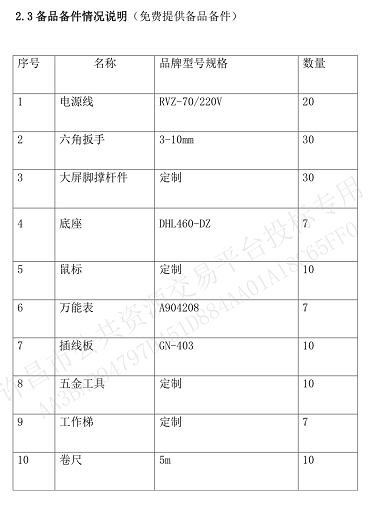 2.3 备品备件情况说明（免费提供备品备件）
序号 名称 品牌型号规格 数量
1 电源线 RVZ-70/220V 20
2 六角扳手 3-10mm 30
3 大屏脚撑杆件 定制 30
4 底座 DHL460-DZ 7
5 鼠标 定制 10
6 万能表 A904208 7
7 插线板 GN-403 10
8 五金工具 定制 10
9 工作梯 定制 7
10 卷尺 5m 10
许昌市公共资源交易平台投标专用